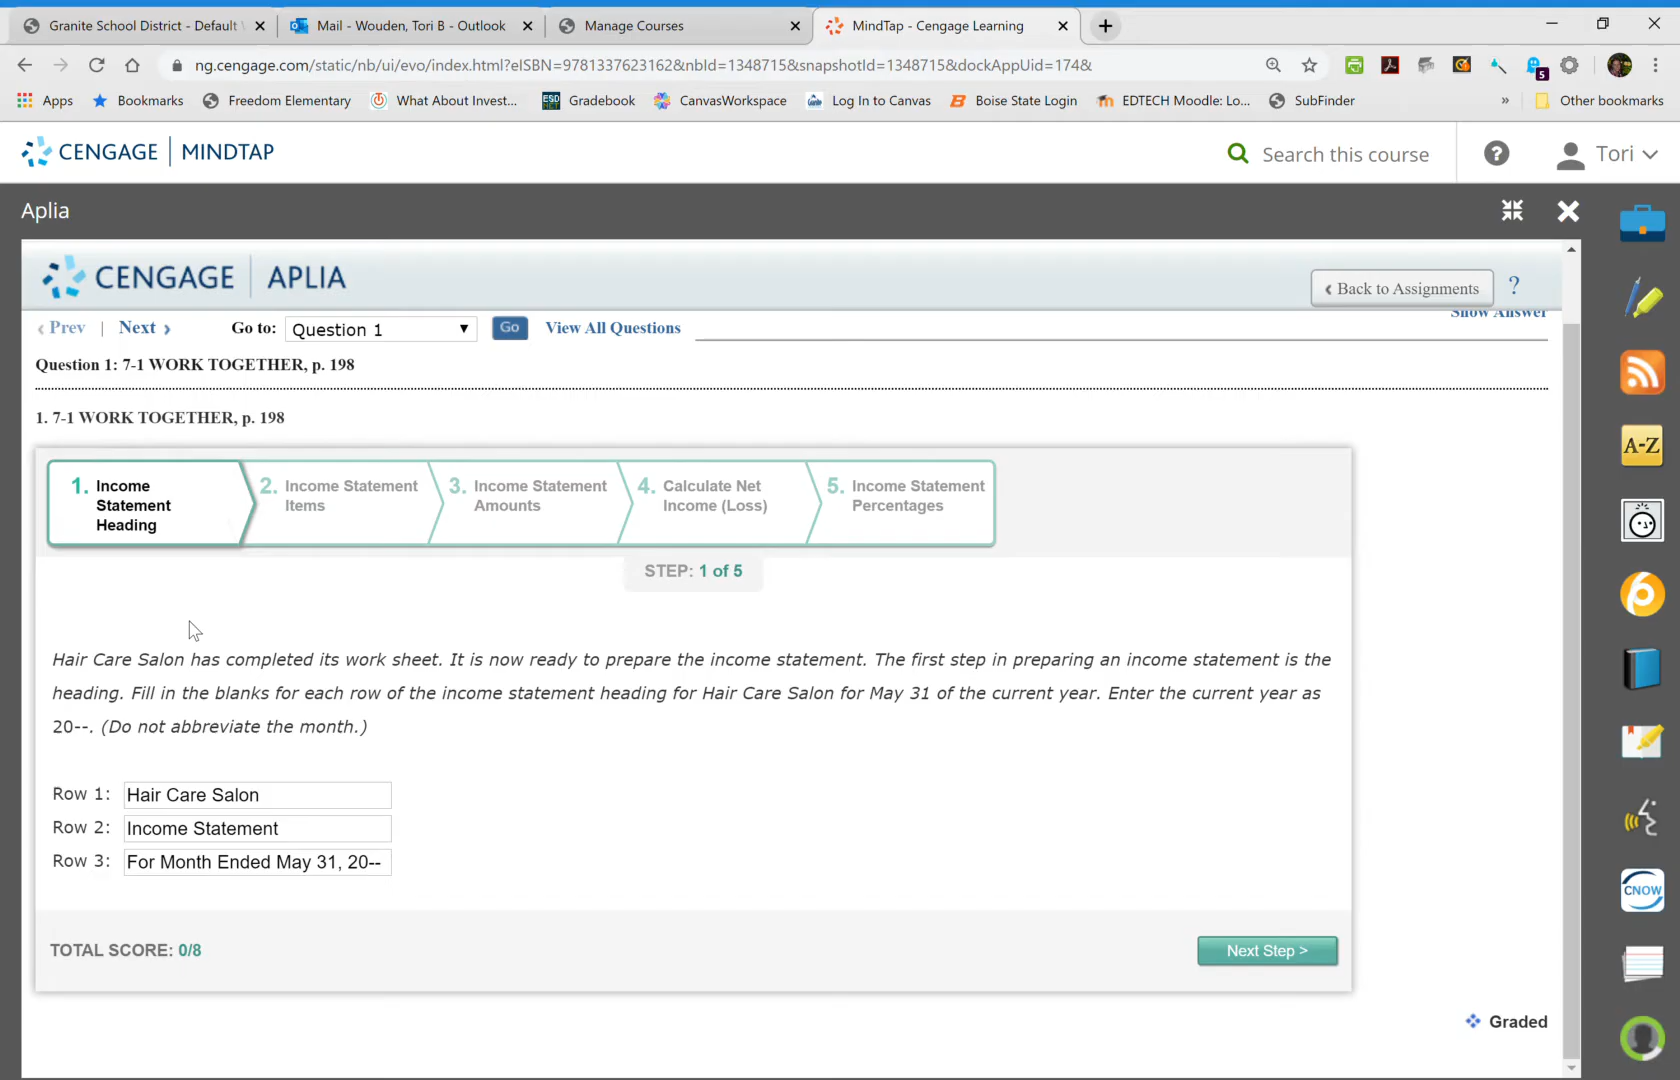 Granite School District - Default
Mail - Wouden, Tori B - Outlook
Manage Courses
MindTap - Cengage Learning
ng.cengage.com/static/nb/ui/evo/index.html?eISBN=9781337623162&nbId=1348715&snapshotId=1348715&dockAppUid=174&
5
Apps
Bookmarks
Freedom Elementary
What About Invest...
Gradebook
CanvasWorkspace
Log In to Canvas
Boise State Login
EDTECH Moodle: Lo...
SubFinder
»
Other bookmarks
CENGAGE | MINDTAP
Search this course
?
Tori
Aplia
CENGAGE | APLIA
‹ Back to Assignments
?
Show Answer
‹ Prev | Next ›
Go to: Question 1
Go
View All Questions
Question 1: 7-1 WORK TOGETHER, p. 198
1. 7-1 WORK TOGETHER, p. 198
1. Income Statement Heading
2. Income Statement Items
3. Income Statement Amounts
4. Calculate Net Income (Loss)
5. Income Statement Percentages
STEP: 1 of 5
Hair Care Salon has completed its work sheet. It is now ready to prepare the income statement. The first step in preparing an income statement is the
heading. Fill in the blanks for each row of the income statement heading for Hair Care Salon for May 31 of the current year. Enter the current year as
20--. (Do not abbreviate the month.)
Row 1: Hair Care Salon
Row 2: Income Statement
Row 3: For Month Ended May 31, 20--
TOTAL SCORE: 0/8
Next Step >
Graded
A-Z
CNOW